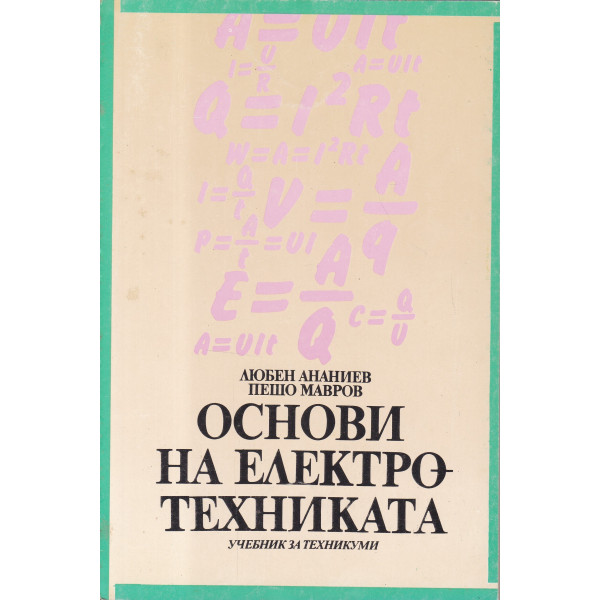 A=UIt
I=U/R
A=UIt
Q=I²Rt
W=A=I²Rt
I=Q/t
V=A/q
P=A/t=UI
E=A/Q
C=Q/U
A=UIt
ЛЮБЕН АНАНИЕВ
ПЕШО МАВРОВ
ОСНОВИ
НА ЕЛЕКТРО-
ТЕХНИКАТА
УЧЕБНИК ЗА ТЕХНИКУМИ